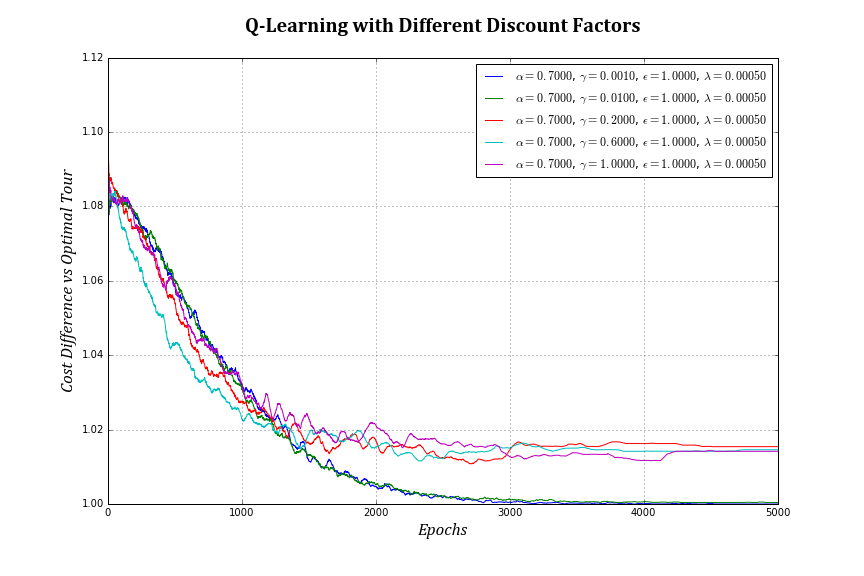 Q-Learning with Different Discount Factors
1.12
1.10
1.08
1.06
1.04
1.02
1.00
Cost Difference vs Optimal Tour
α = 0.7000, γ = 0.0010, ϵ = 1.0000, λ = 0.00050
α = 0.7000, γ = 0.0100, ϵ = 1.0000, λ = 0.00050
α = 0.7000, γ = 0.2000, ϵ = 1.0000, λ = 0.00050
α = 0.7000, γ = 0.6000, ϵ = 1.0000, λ = 0.00050
α = 0.7000, γ = 1.0000, ϵ = 1.0000, λ = 0.00050
0 1000 2000 3000 4000 5000
Epochs